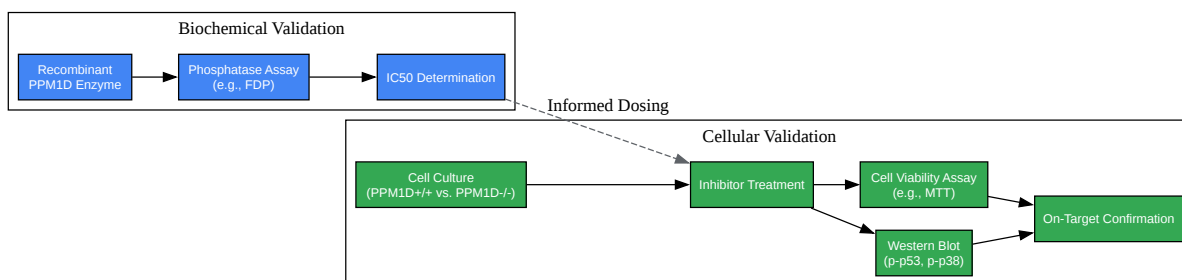 Biochemical Validation
Recombinant
PPM1D Enzyme
Phosphatase Assay
(e.g., FDP)
IC50 Determination
Informed Dosing
Cellular Validation
Cell Culture
(PPM1D+/+ vs. PPM1D-/-)
Inhibitor Treatment
Cell Viability Assay
(e.g., MTT)
Western Blot
(p-p53, p-p38)
On-Target Confirmation